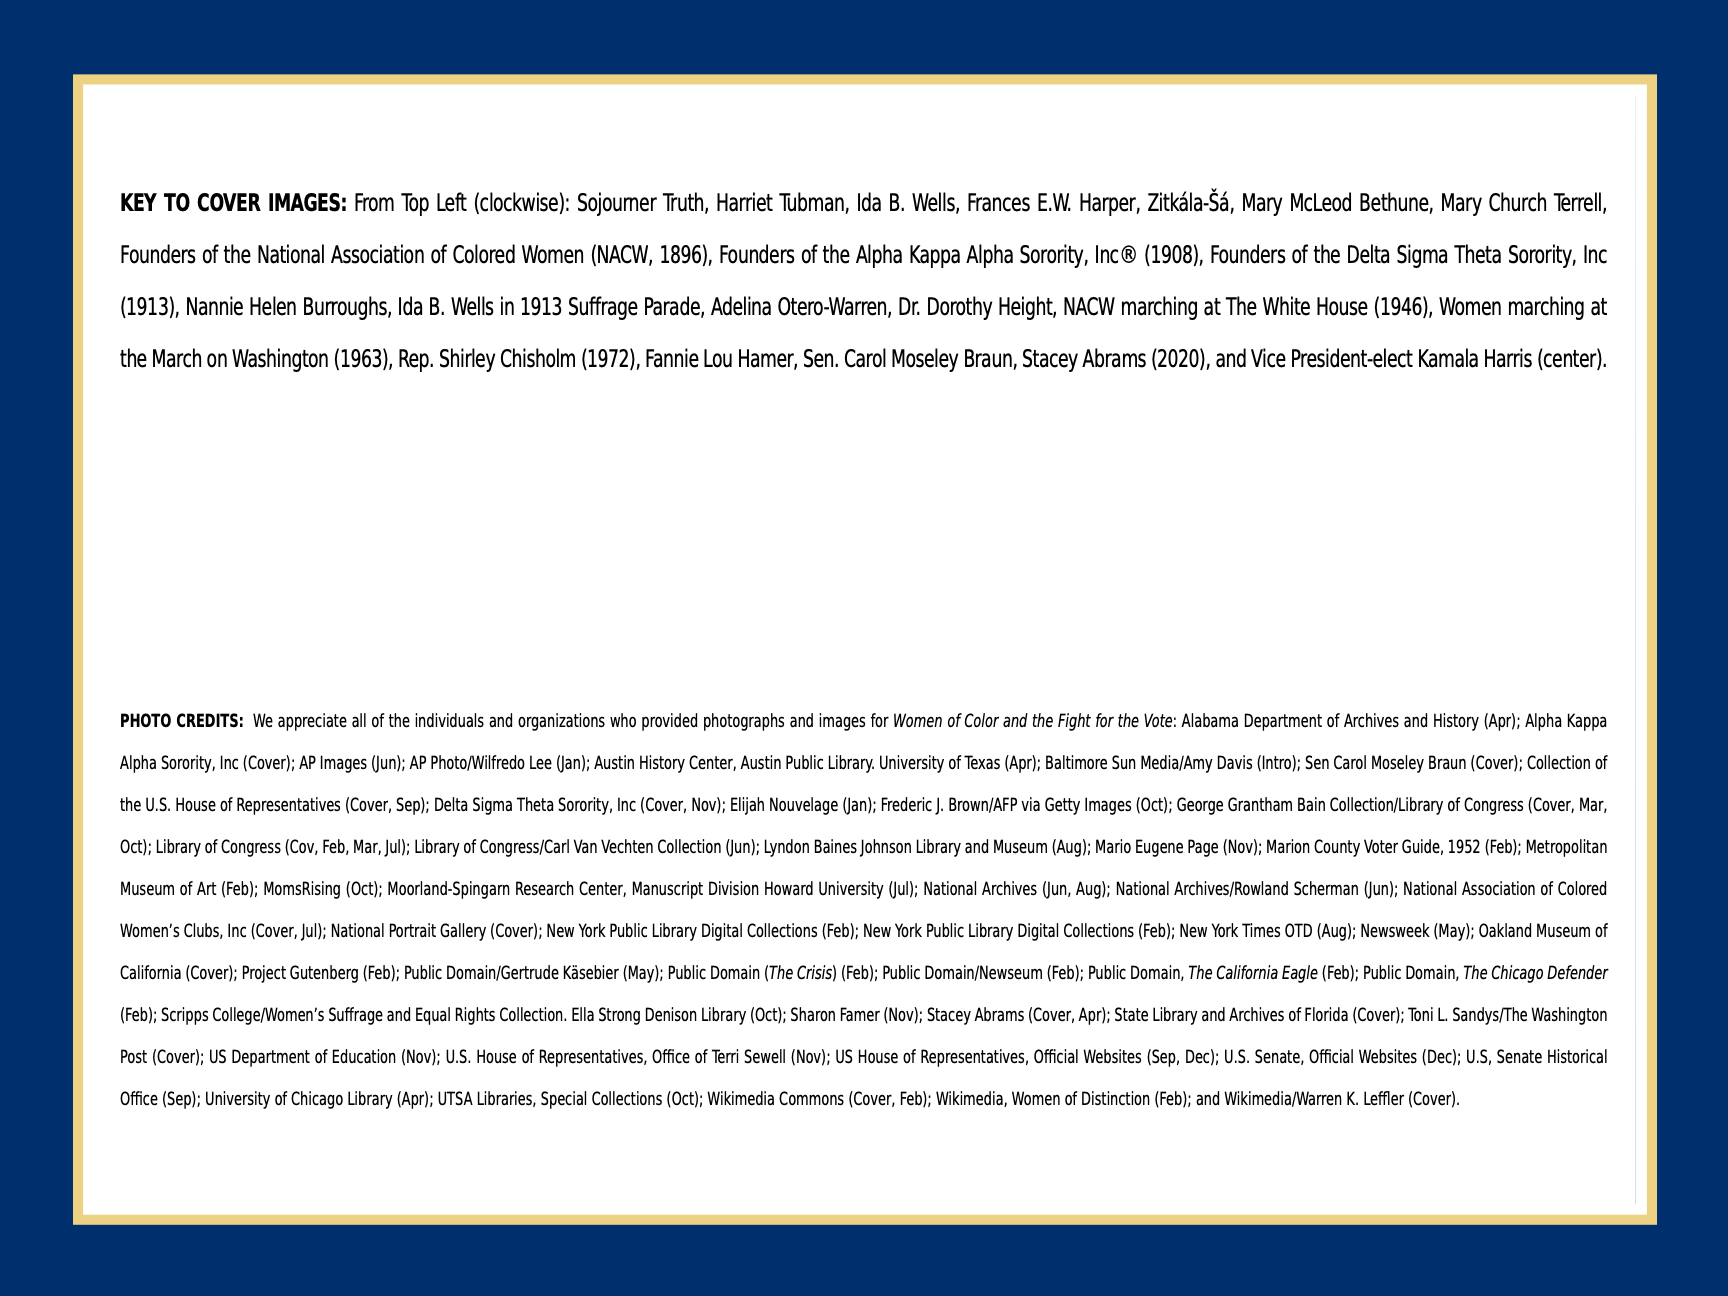 KEY TO COVER IMAGES: From Top Left (clockwise): Sojourner Truth, Harriet Tubman, Ida B. Wells, Frances E.W. Harper, Zitkála-Šá, Mary McLeod Bethune, Mary Church Terrell,
Founders of the National Association of Colored Women (NACW, 1896), Founders of the Alpha Kappa Alpha Sorority, Inc® (1908), Founders of the Delta Sigma Theta Sorority, Inc
(1913), Nannie Helen Burroughs, Ida B. Wells in 1913 Suffrage Parade, Adelina Otero-Warren, Dr. Dorothy Height, NACW marching at The White House (1946), Women marching at
the March on Washington (1963), Rep. Shirley Chisholm (1972), Fannie Lou Hamer, Sen. Carol Moseley Braun, Stacey Abrams (2020), and Vice President-elect Kamala Harris (center).
PHOTO CREDITS: We appreciate all of the individuals and organizations who provided photographs and images for Women of Color and the Fight for the Vote: Alabama Department of Archives and History (Apr); Alpha Kappa
Alpha Sorority, Inc (Cover); AP Images (Jun); AP Photo/Wilfredo Lee (Jan); Austin History Center, Austin Public Library. University of Texas (Apr); Baltimore Sun Media/Amy Davis (Intro); Sen Carol Moseley Braun (Cover); Collection of
the U.S. House of Representatives (Cover, Sep); Delta Sigma Theta Sorority, Inc (Cover, Nov); Elijah Nouvelage (Jan); Frederic J. Brown/AFP via Getty Images (Oct); George Grantham Bain Collection/Library of Congress (Cover, Mar,
Oct); Library of Congress (Cov, Feb, Mar, Jul); Library of Congress/Carl Van Vechten Collection (Jun); Lyndon Baines Johnson Library and Museum (Aug); Mario Eugene Page (Nov); Marion County Voter Guide, 1952 (Feb); Metropolitan
Museum of Art (Feb); MomsRising (Oct); Moorland-Spingarn Research Center, Manuscript Division Howard University (Jul); National Archives (Jun, Aug); National Archives/Rowland Scherman (Jun); National Association of Colored
Women’s Clubs, Inc (Cover, Jul); National Portrait Gallery (Cover); New York Public Library Digital Collections (Feb); New York Public Library Digital Collections (Feb); New York Times OTD (Aug); Newsweek (May); Oakland Museum of
California (Cover); Project Gutenberg (Feb); Public Domain/Gertrude Käsebier (May); Public Domain (The Crisis) (Feb); Public Domain/Newseum (Feb); Public Domain, The California Eagle (Feb); Public Domain, The Chicago Defender
(Feb); Scripps College/Women’s Suffrage and Equal Rights Collection. Ella Strong Denison Library (Oct); Sharon Famer (Nov); Stacey Abrams (Cover, Apr); State Library and Archives of Florida (Cover); Toni L. Sandys/The Washington
Post (Cover); US Department of Education (Nov); U.S. House of Representatives, Office of Terri Sewell (Nov); US House of Representatives, Official Websites (Sep, Dec); U.S. Senate, Official Websites (Dec); U.S, Senate Historical
Office (Sep); University of Chicago Library (Apr); UTSA Libraries, Special Collections (Oct); Wikimedia Commons (Cover, Feb); Wikimedia, Women of Distinction (Feb); and Wikimedia/Warren K. Leffler (Cover).